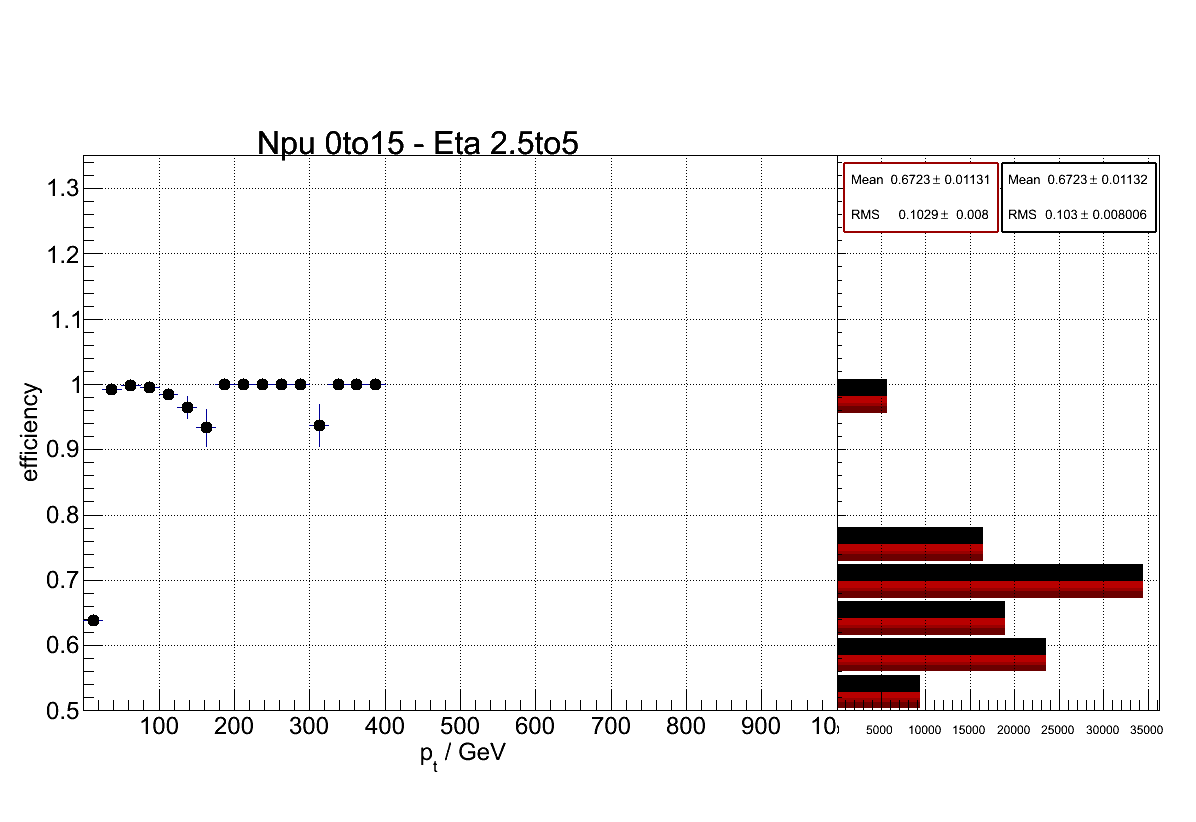 Npu 0to15 - Eta 2.5to5
1.3
1.2
1.1
1
0.9
0.8
0.7
0.6
0.5
efficiency
100 200 300 400 500 600 700 800 900 10
p_t / GeV
Mean 0.6723 ± 0.01131
RMS 0.1029 ± 0.008
Mean 0.6723 ± 0.01132
RMS 0.103 ± 0.008006
5000 10000 15000 20000 25000 30000 35000